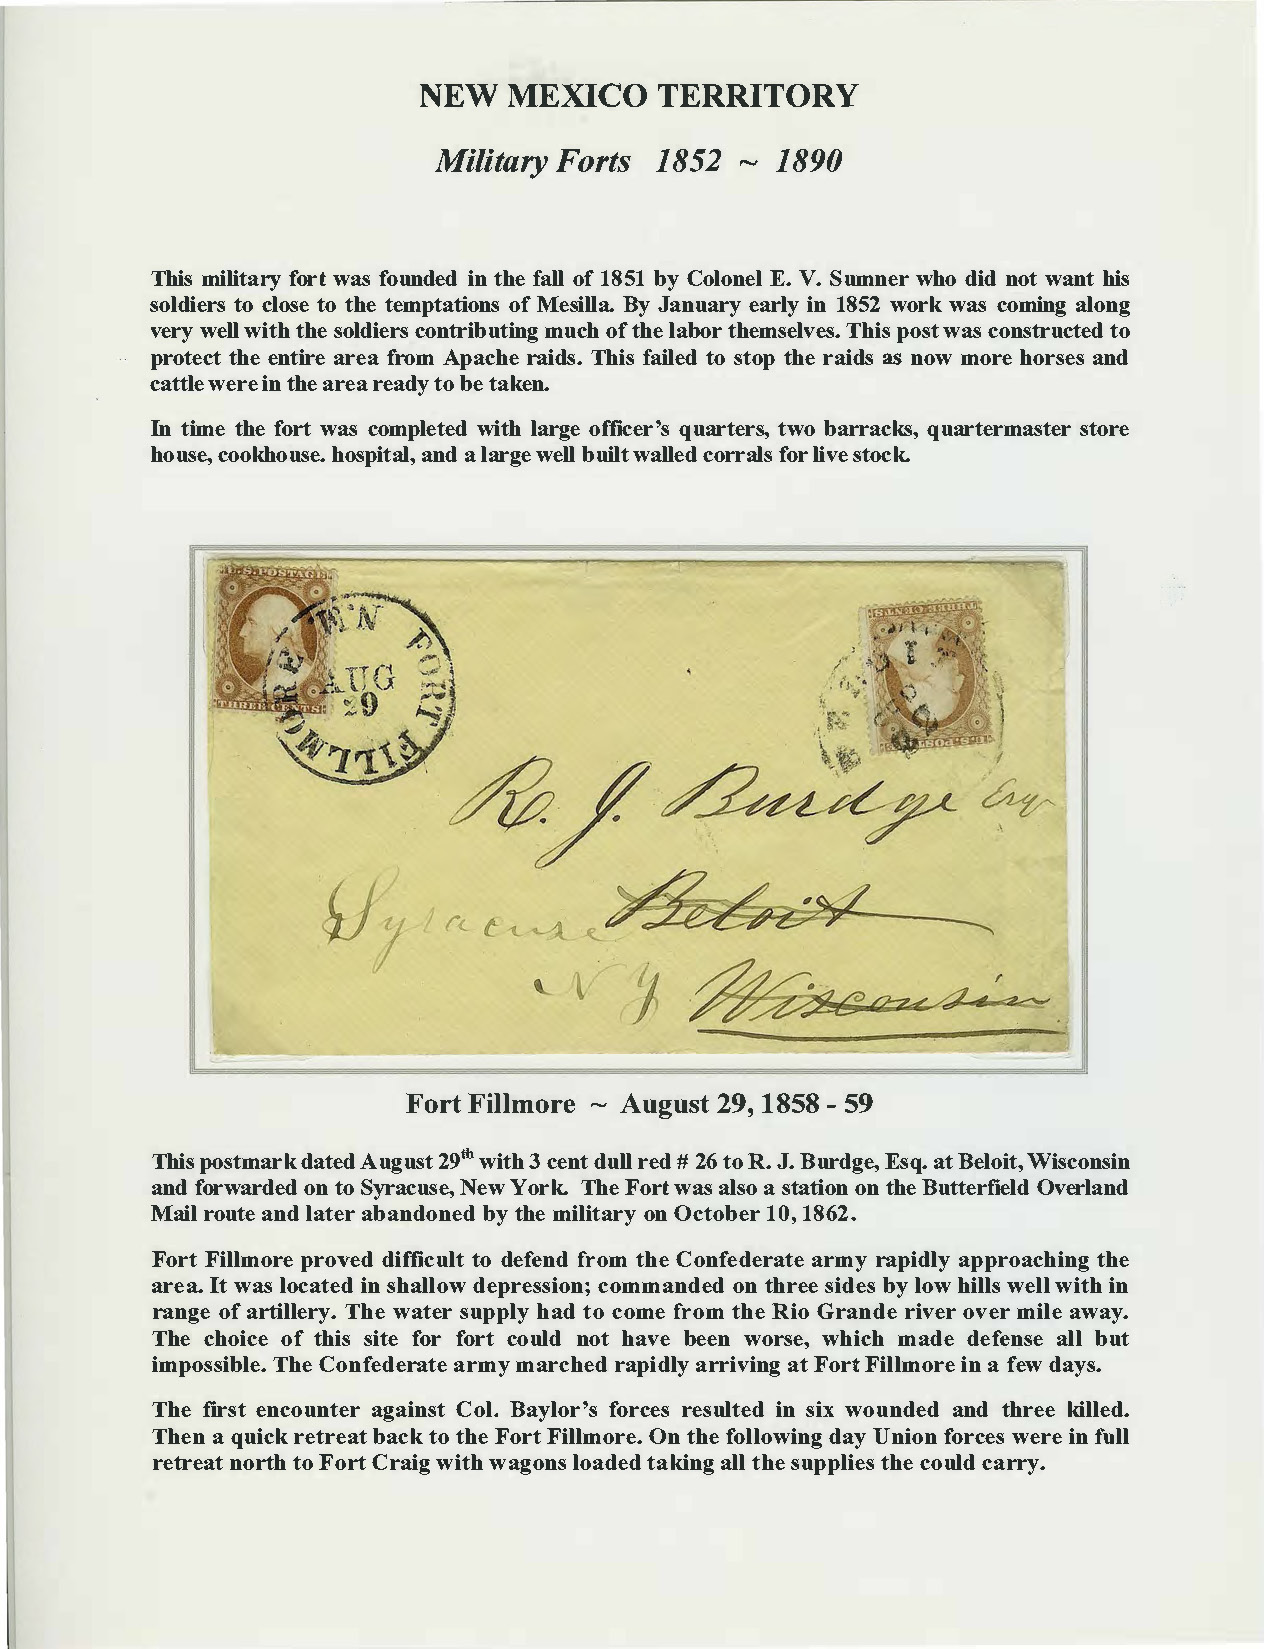 NEW MEXICO TERRITORY
Military Forts 1852 ~ 1890
This military fort was founded in the fall of 1851 by Colonel E. V. Sumner who did not want his
soldiers to close to the temptations of Mesilla. By January early in 1852 work was coming along
very well with the soldiers contributing much of the labor themselves. This post was constructed to
protect the entire area from Apache raids. This failed to stop the raids as now more horses and
cattle were in the area ready to be taken.
In time the fort was completed with large officer's quarters, two barracks, quartermaster store
house, cookhouse. hospital, and a large well built walled corrals for live stock.
U.S. POSTAGE
THREE CENTS
FORT FILLMORE N. M'N
AUG
29
THREE CENTS
U.S. POSTAGE
R. J. Burdge Esqr
Syracuse Beloit
N Y Wisconsin
Fort Fillmore ~ August 29, 1858 - 59
This postmark dated August 29th with 3 cent dull red # 26 to R. J. Burdge, Esq. at Beloit, Wisconsin
and forwarded on to Syracuse, New York. The Fort was also a station on the Butterfield Overland
Mail route and later abandoned by the military on October 10, 1862.
Fort Fillmore proved difficult to defend from the Confederate army rapidly approaching the
area. It was located in shallow depression; commanded on three sides by low hills well with in
range of artillery. The water supply had to come from the Rio Grande river over mile away.
The choice of this site for fort could not have been worse, which made defense all but
impossible. The Confederate army marched rapidly arriving at Fort Fillmore in a few days.
The first encounter against Col. Baylor's forces resulted in six wounded and three killed.
Then a quick retreat back to the Fort Fillmore. On the following day Union forces were in full
retreat north to Fort Craig with wagons loaded taking all the supplies the could carry.